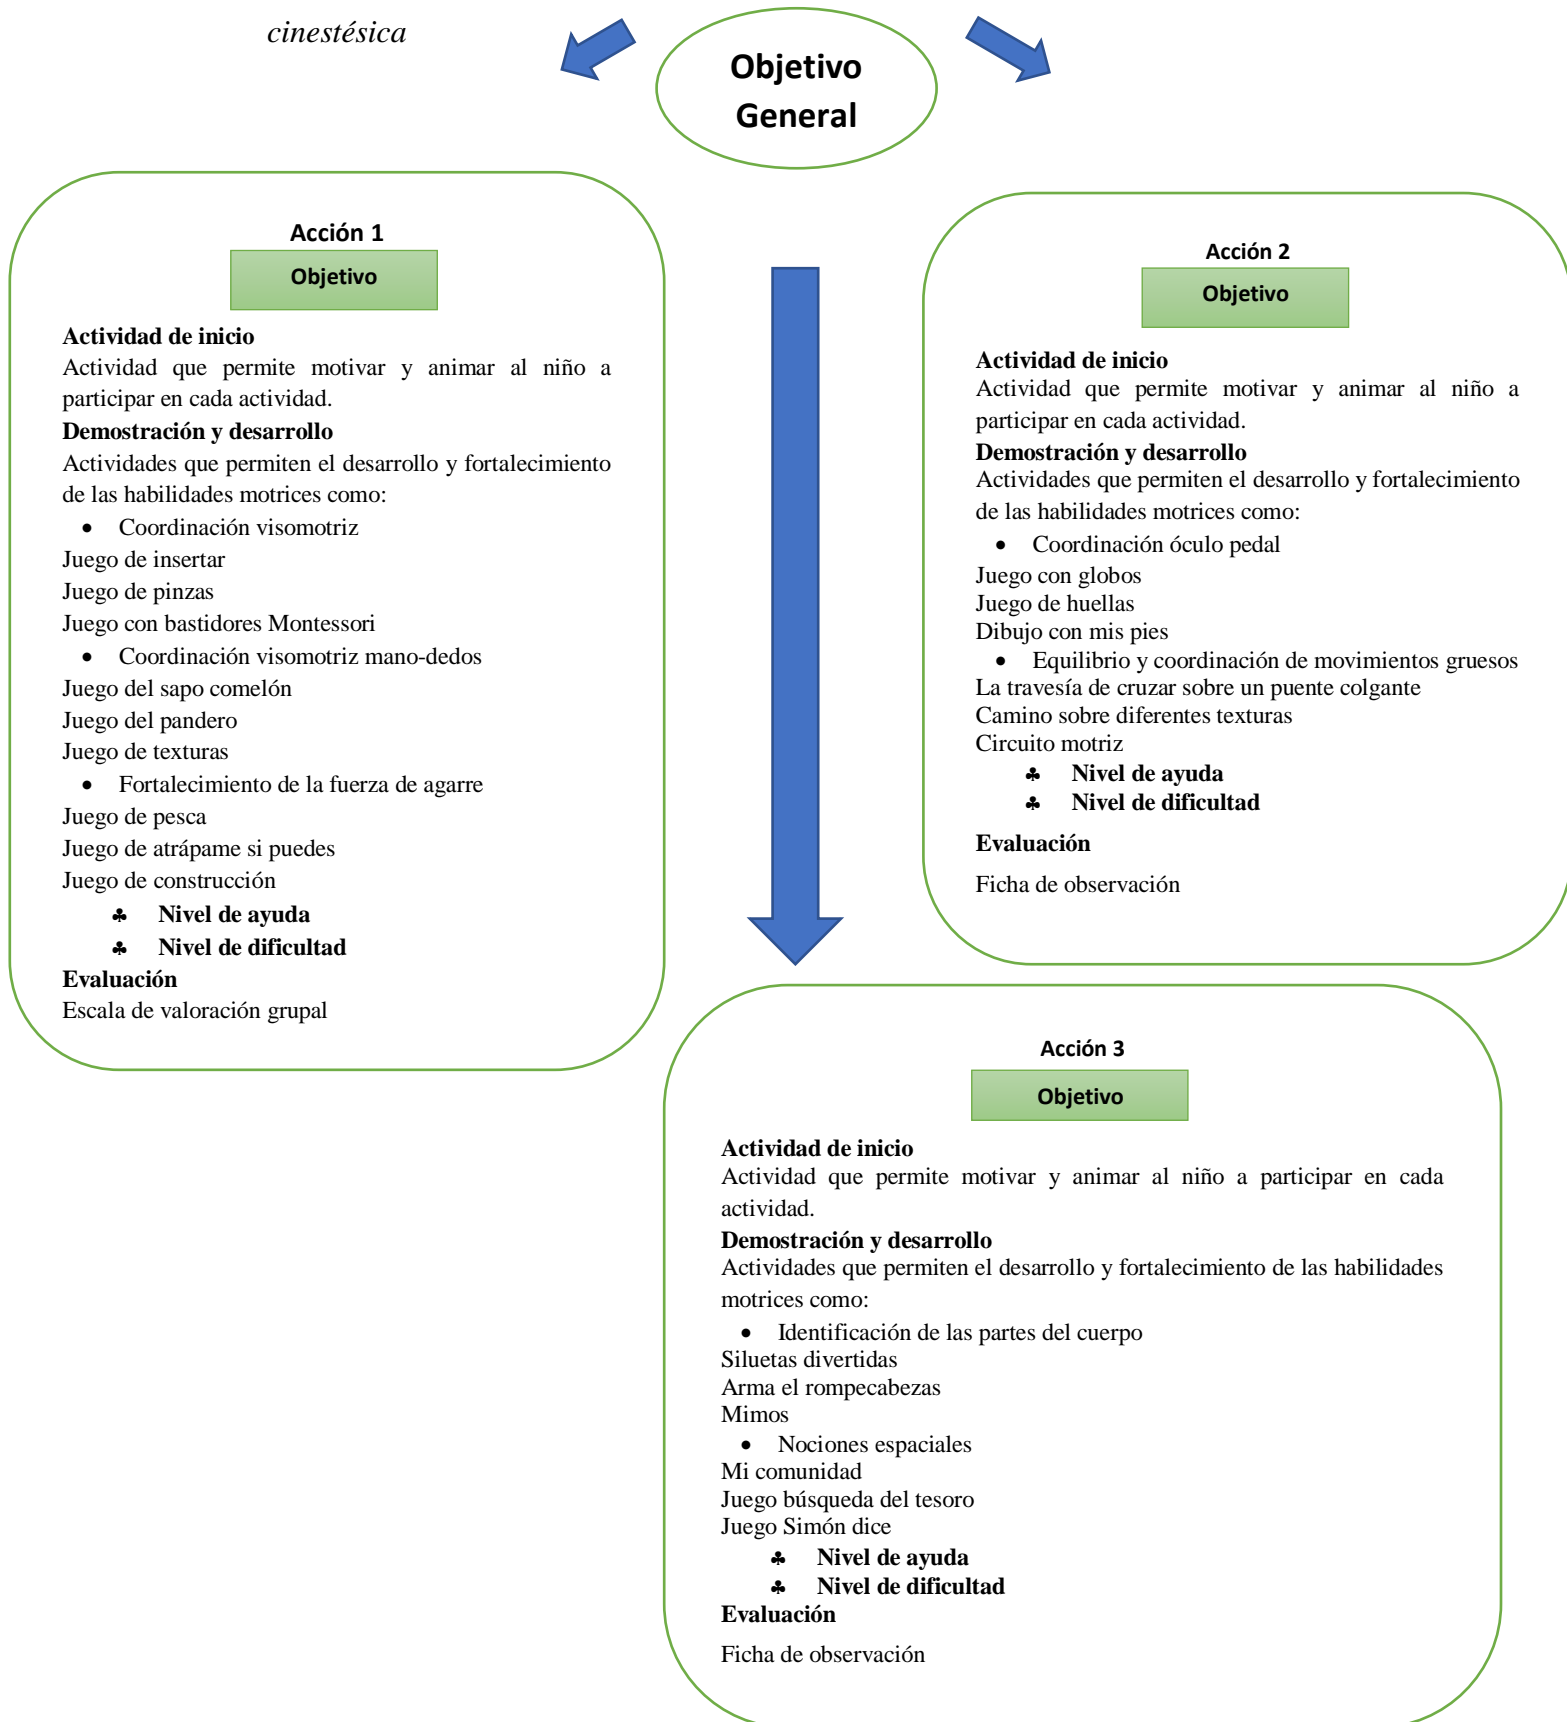 cinestésica
Objetivo
General
Acción 1
Objetivo
Actividad de inicio
Actividad que permite motivar y animar al niño a
participar en cada actividad.
Demostración y desarrollo
Actividades que permiten el desarrollo y fortalecimiento
de las habilidades motrices como:
• Coordinación visomotriz
Juego de insertar
Juego de pinzas
Juego con bastidores Montessori
• Coordinación visomotriz mano-dedos
Juego del sapo comelón
Juego del pandero
Juego de texturas
• Fortalecimiento de la fuerza de agarre
Juego de pesca
Juego de atrápame si puedes
Juego de construcción
♣ Nivel de ayuda
♣ Nivel de dificultad
Evaluación
Escala de valoración grupal
Acción 2
Objetivo
Actividad de inicio
Actividad que permite motivar y animar al niño a
participar en cada actividad.
Demostración y desarrollo
Actividades que permiten el desarrollo y fortalecimiento
de las habilidades motrices como:
• Coordinación óculo pedal
Juego con globos
Juego de huellas
Dibujo con mis pies
• Equilibrio y coordinación de movimientos gruesos
La travesía de cruzar sobre un puente colgante
Camino sobre diferentes texturas
Circuito motriz
♣ Nivel de ayuda
♣ Nivel de dificultad
Evaluación
Ficha de observación
Acción 3
Objetivo
Actividad de inicio
Actividad que permite motivar y animar al niño a participar en cada
actividad.
Demostración y desarrollo
Actividades que permiten el desarrollo y fortalecimiento de las habilidades
motrices como:
• Identificación de las partes del cuerpo
Siluetas divertidas
Arma el rompecabezas
Mimos
• Nociones espaciales
Mi comunidad
Juego búsqueda del tesoro
Juego Simón dice
♣ Nivel de ayuda
♣ Nivel de dificultad
Evaluación
Ficha de observación